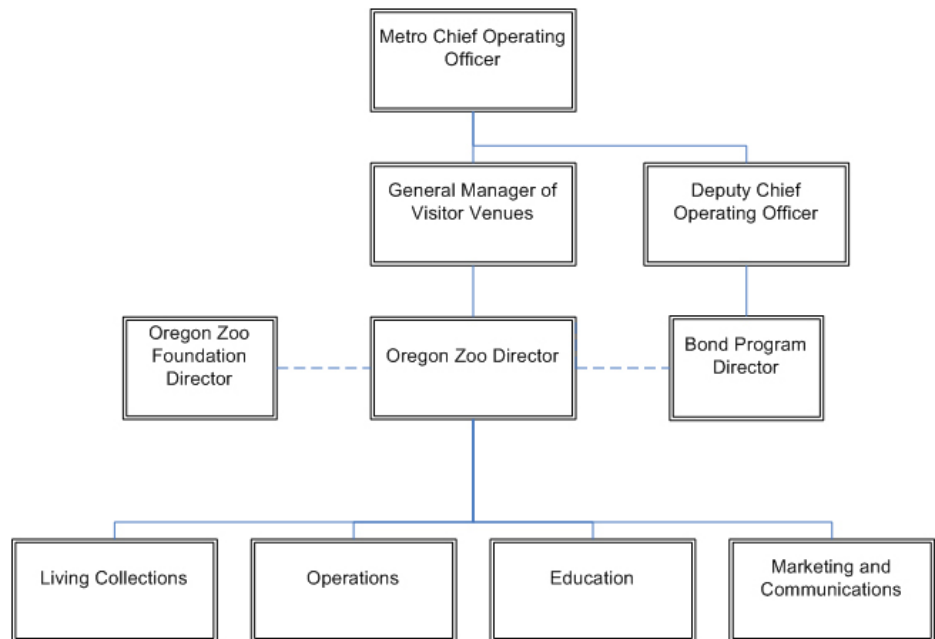 Metro Chief Operating
Officer
General Manager of
Visitor Venues
Deputy Chief
Operating Officer
Oregon Zoo
Foundation
Director
Oregon Zoo Director
Bond Program
Director
Living Collections
Operations
Education
Marketing and
Communications